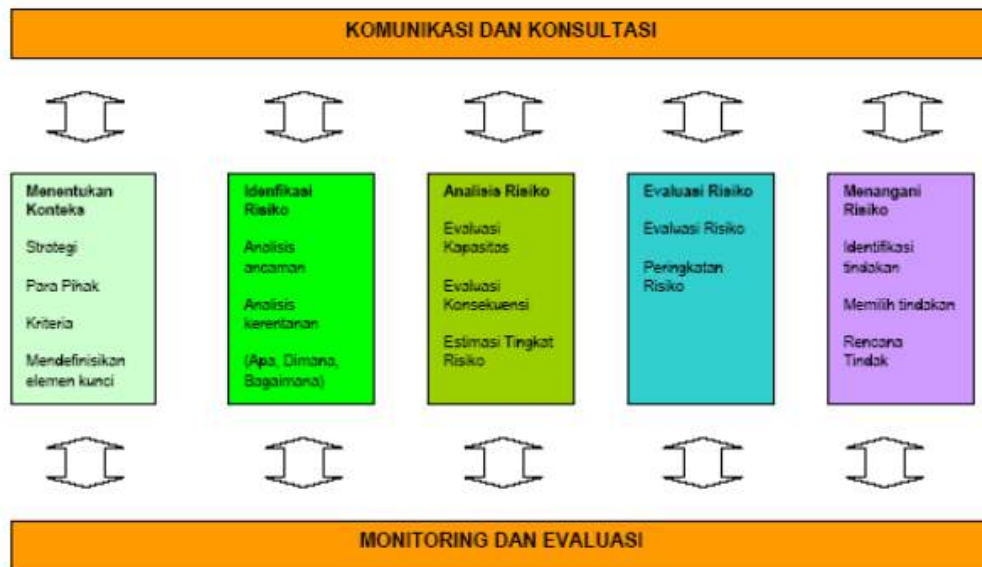 KOMUNIKASI DAN KONSULTASI
Menentukan
Konteks
Strategi
Para Pihak
Kriteria
Mendefinisikan
elemen kunci
Idenfikasi
Risiko
Analisis
ancaman
Analisis
kerentanan
(Apa, Dimana,
Bagaimana)
Analisis Risiko
Evaluasi
Kapasitas
Evaluasi
Konsekuensi
Estimasi Tingkat
Risiko
Evaluasi Risiko
Evaluasi Risiko
Peringkatan
Risiko
Menangani
Risiko
Identifikasi
tindakan
Memilih tindakan
Rencana
Tindak
MONITORING DAN EVALUASI